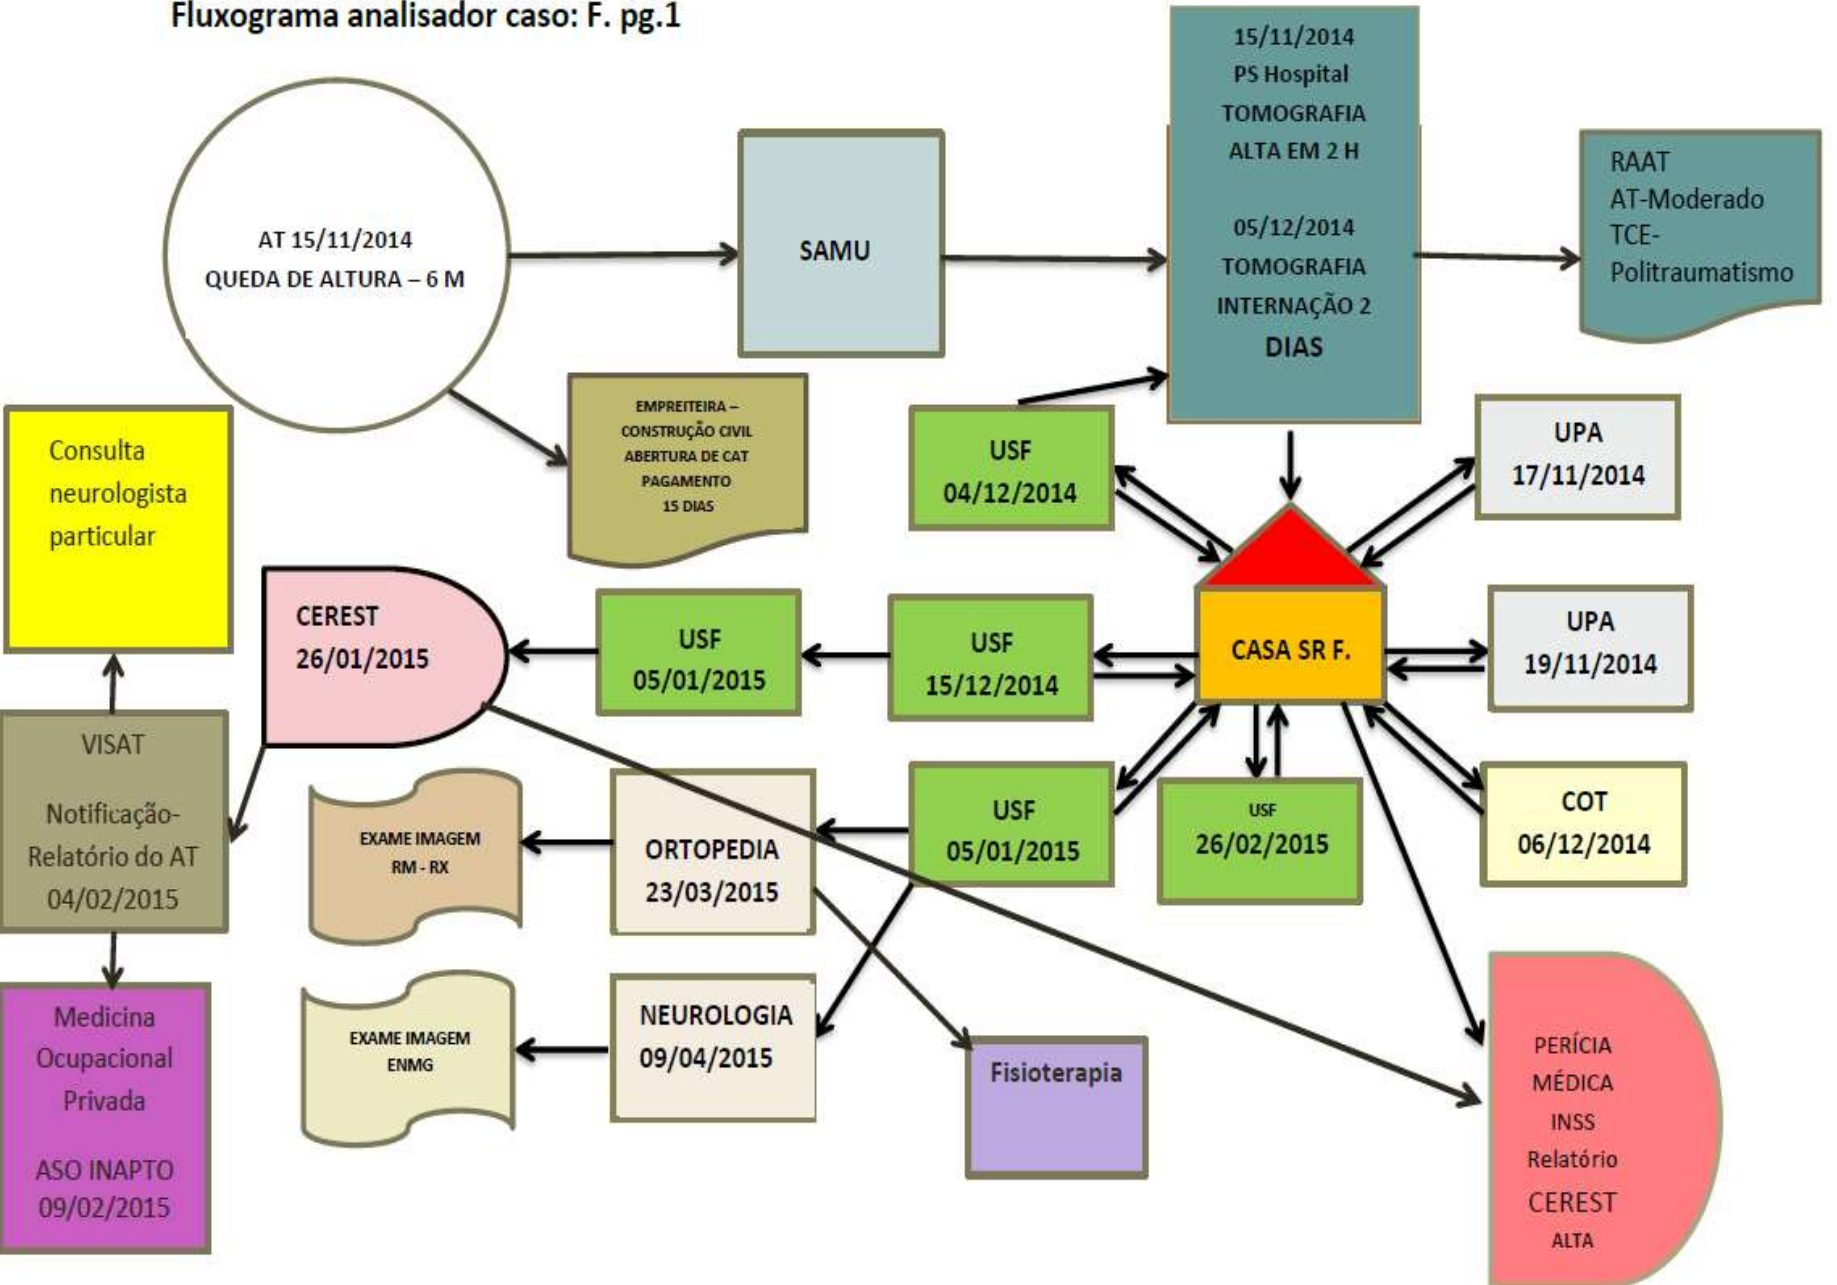 Fluxograma analisador caso: F. pg.1
AT 15/11/2014
QUEDA DE ALTURA – 6 M
SAMU
15/11/2014
PS Hospital
TOMOGRAFIA
ALTA EM 2 H
05/12/2014
TOMOGRAFIA
INTERNAÇÃO 2
DIAS
RAAT
AT-Moderado
TCE-
Politraumatismo
EMPREITEIRA –
CONSTRUÇÃO CIVIL
ABERTURA DE CAT
PAGAMENTO
15 DIAS
Consulta
neurologista
particular
USF
04/12/2014
UPA
17/11/2014
CEREST
26/01/2015
USF
05/01/2015
USF
15/12/2014
CASA SR F.
UPA
19/11/2014
VISAT
Notificação-
Relatório do AT
04/02/2015
EXAME IMAGEM
RM - RX
ORTOPEDIA
23/03/2015
USF
05/01/2015
USF
26/02/2015
COT
06/12/2014
Medicina
Ocupacional
Privada
ASO INAPTO
09/02/2015
EXAME IMAGEM
ENMG
NEUROLOGIA
09/04/2015
Fisioterapia
PERÍCIA
MÉDICA
INSS
Relatório
CEREST
ALTA